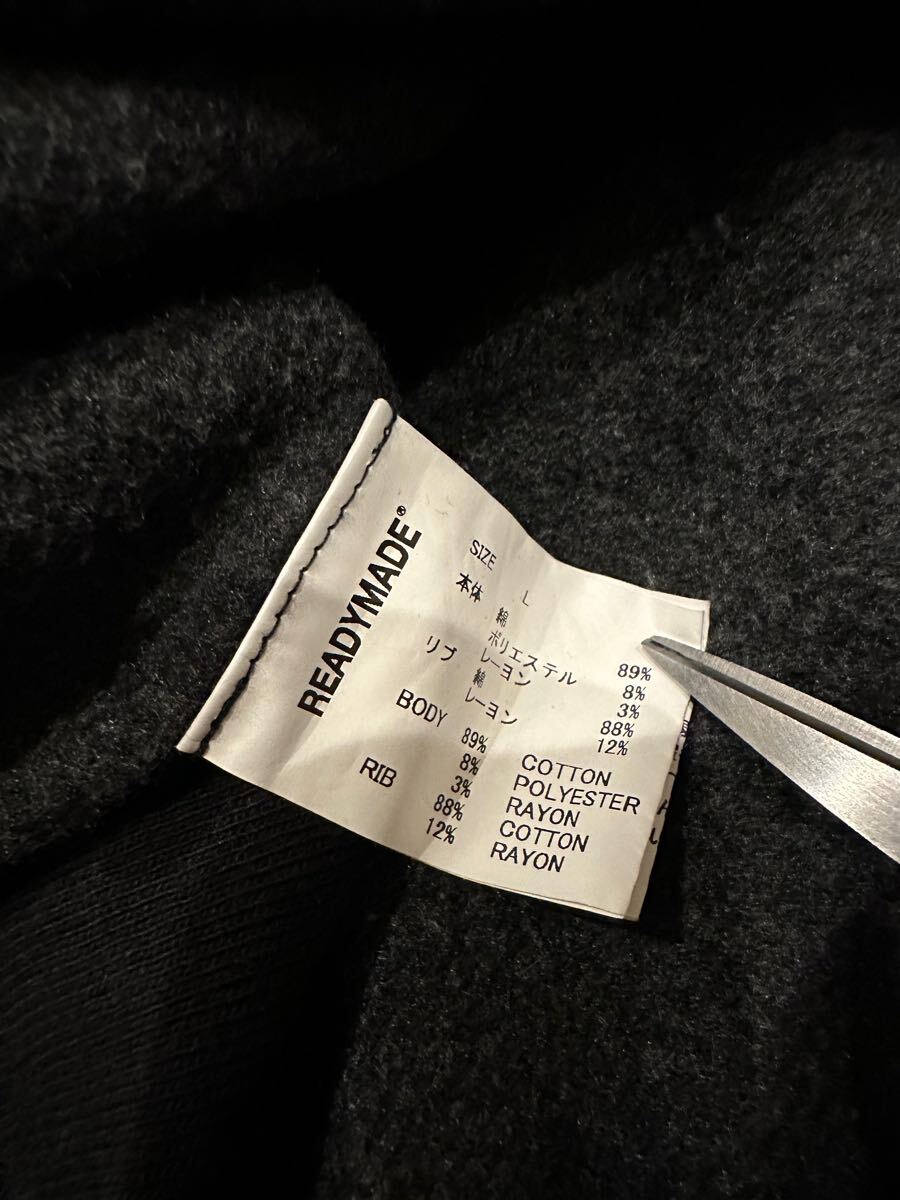 READYMADE®
SIZE L
本体 綿 89%
ポリエステル 8%
レーヨン 3%
リブ 綿 88%
レーヨン 12%
BODY 89% COTTON
8% POLYESTER
3% RAYON
RIB 88% COTTON
12% RAYON